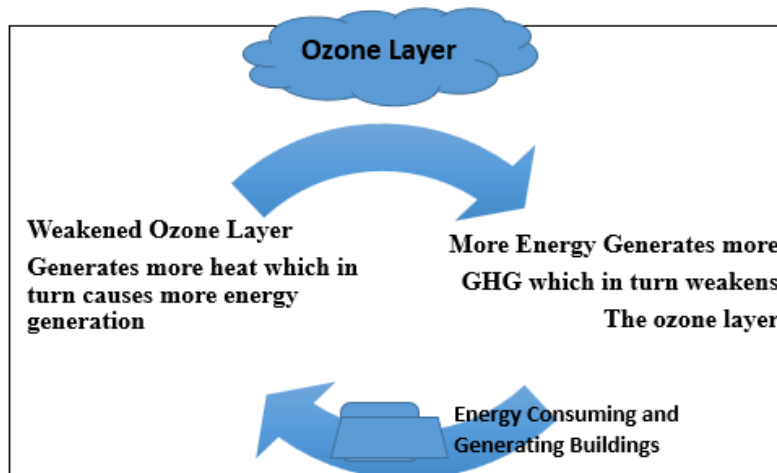 Ozone Layer
Weakened Ozone Layer
Generates more heat which in
turn causes more energy
generation
More Energy Generates more
GHG which in turn weakens
The ozone layer
Energy Consuming and
Generating Buildings